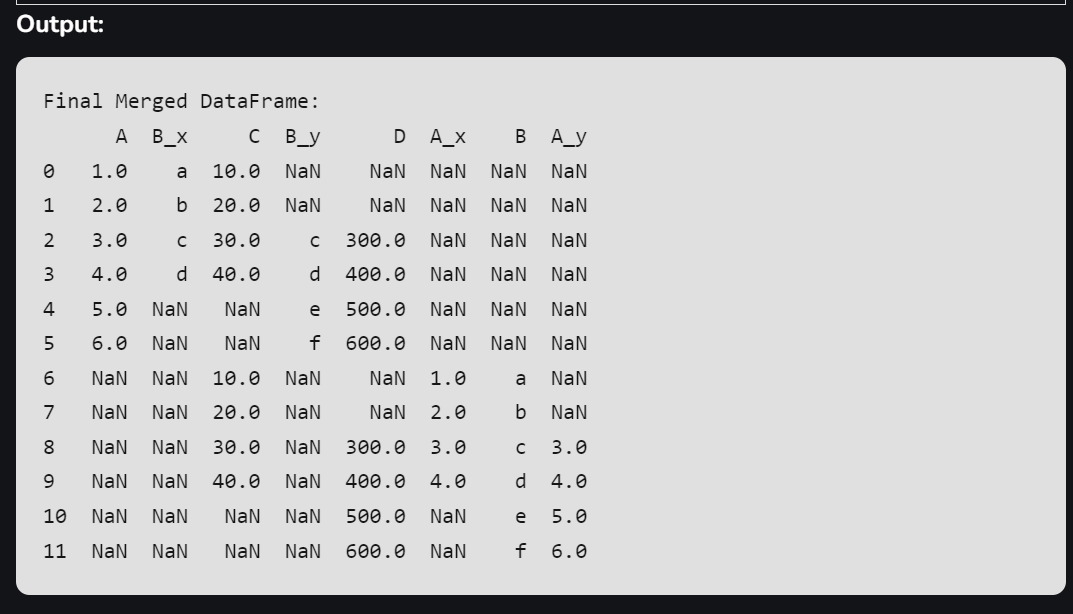 Output:
Final Merged DataFrame:
      A  B_x     C  B_y      D  A_x    B  A_y
0   1.0    a  10.0  NaN    NaN  NaN  NaN  NaN
1   2.0    b  20.0  NaN    NaN  NaN  NaN  NaN
2   3.0    c  30.0    c  300.0  NaN  NaN  NaN
3   4.0    d  40.0    d  400.0  NaN  NaN  NaN
4   5.0  NaN   NaN    e  500.0  NaN  NaN  NaN
5   6.0  NaN   NaN    f  600.0  NaN  NaN  NaN
6   NaN  NaN  10.0  NaN    NaN  1.0    a  NaN
7   NaN  NaN  20.0  NaN    NaN  2.0    b  NaN
8   NaN  NaN  30.0  NaN  300.0  3.0    c  3.0
9   NaN  NaN  40.0  NaN  400.0  4.0    d  4.0
10  NaN  NaN   NaN  NaN  500.0  NaN    e  5.0
11  NaN  NaN   NaN  NaN  600.0  NaN    f  6.0